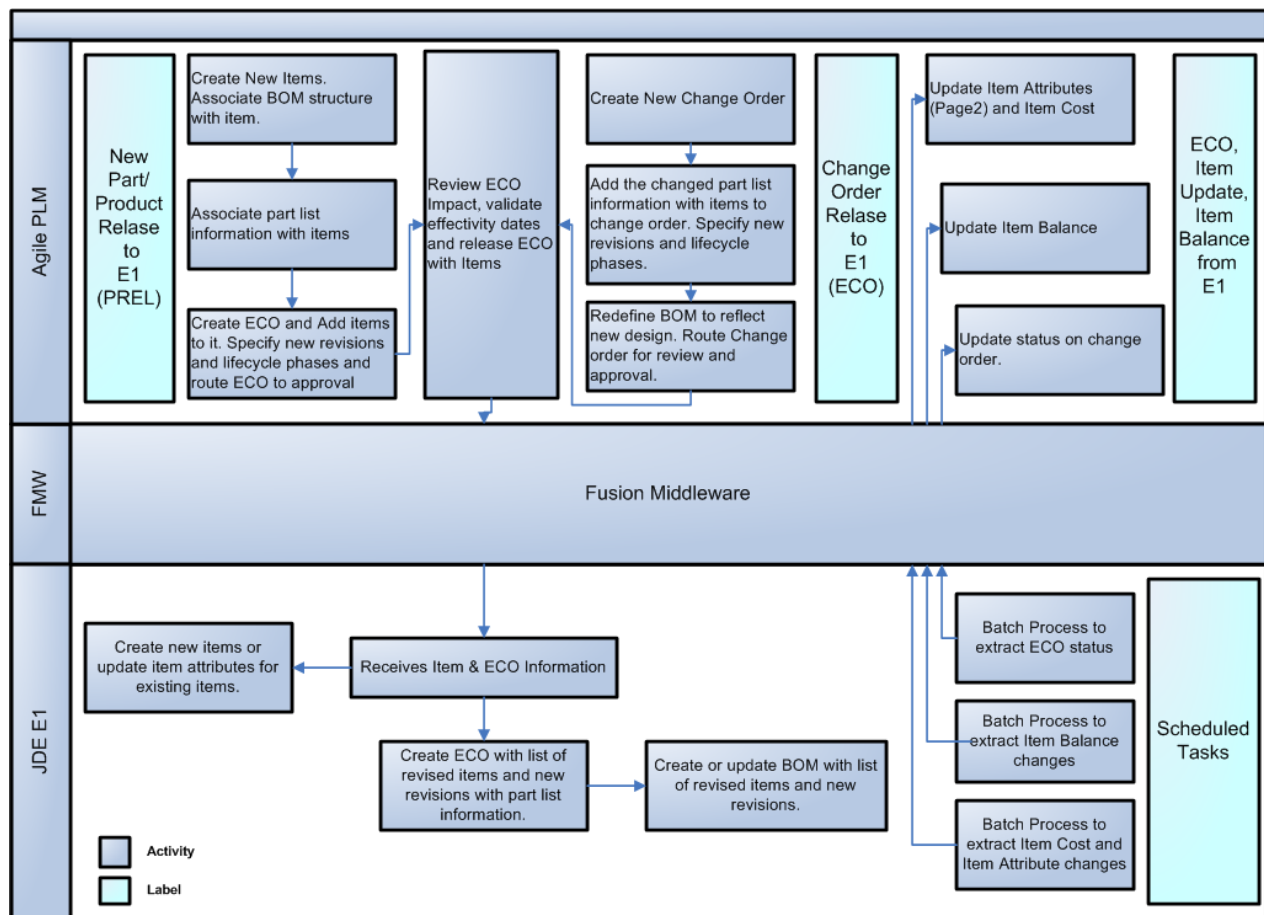 Agile PLM
New
Part/
Product
Relase to
E1
(PREL)
Create New Items.
Associate BOM structure
with item.
Associate part list
information with items
Create ECO and Add items
to it. Specify new revisions
and lifecycle phases and
route ECO to approval
Review ECO
Impact, validate
effectivity dates
and release ECO
with Items
Create New Change Order
Add the changed part list
information with items to
change order. Specify new
revisions and lifecycle
phases.
Redefine BOM to reflect
new design. Route Change
order for review and
approval.
Change
Order
Relase
to
E1
(ECO)
Update Item Attributes
(Page2) and Item Cost
Update Item Balance
Update status on change
order.
ECO,
Item
Update,
Item
Balance
from
E1
FMW
Fusion Middleware
JDE E1
Create new items or
update item attributes for
existing items.
Receives Item & ECO Information
Create ECO with list of
revised items and new
revisions with part list
information.
Create or update BOM with list
of revised items and new
revisions.
Batch Process to
extract ECO status
Batch Process to
extract Item Balance
changes
Batch Process to
extract Item Cost and
Item Attribute changes
Scheduled
Tasks
Activity
Label